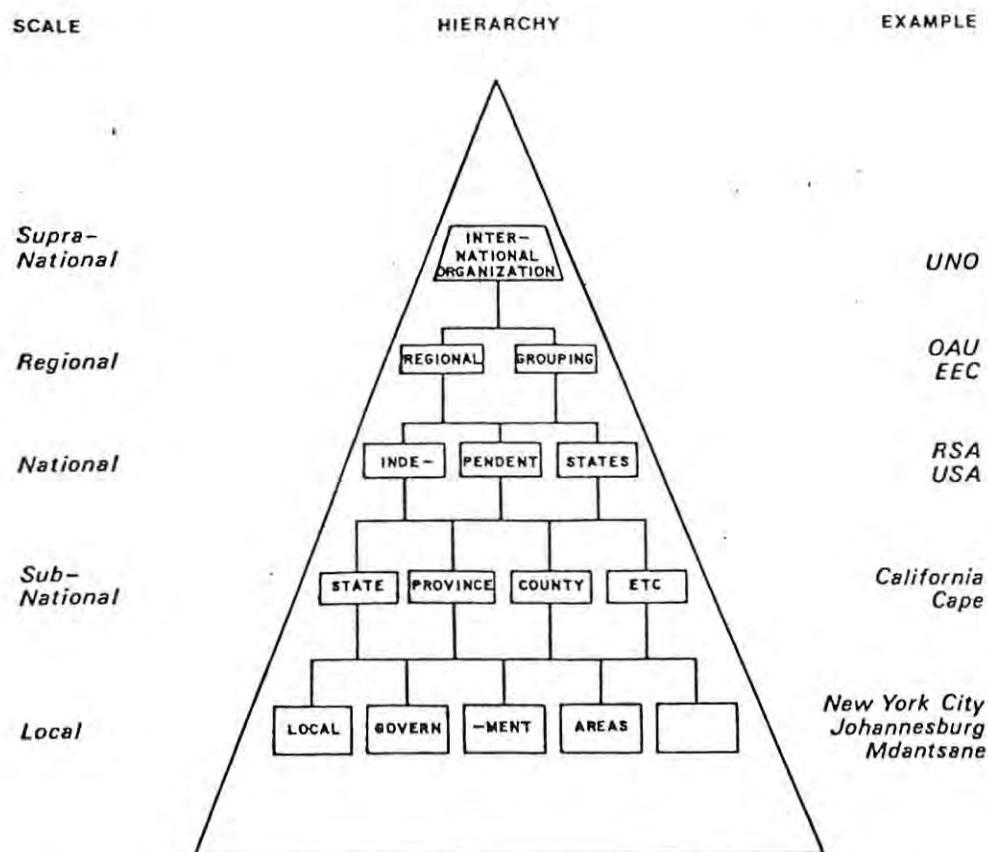 SCALE HIERARCHY EXAMPLE
Supra-
National
INTER-
NATIONAL
ORGANIZATION
UNO
Regional
REGIONAL GROUPING
OAU
EEC
National
INDE- PENDENT STATES
RSA
USA
Sub-
National
STATE PROVINCE COUNTY ETC
California
Cape
Local
LOCAL GOVERN -MENT AREAS
New York City
Johannesburg
Mdantsane